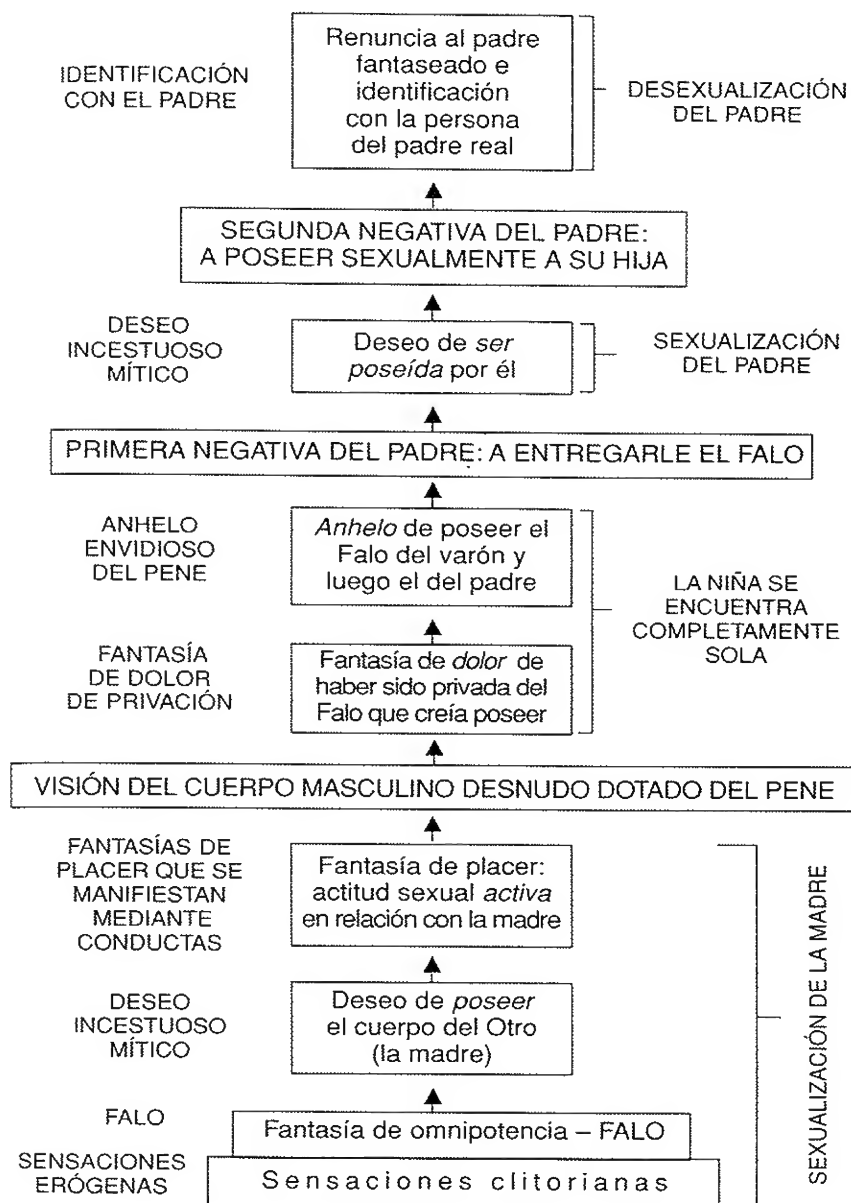 IDENTIFICACIÓN
CON EL PADRE
Renuncia al padre
fantaseado e
identificación
con la persona
del padre real
DESEXUALIZACIÓN
DEL PADRE
SEGUNDA NEGATIVA DEL PADRE:
A POSEER SEXUALMENTE A SU HIJA
DESEO
INCESTUOSO
MÍTICO
Deseo de ser
poseída por él
SEXUALIZACIÓN
DEL PADRE
PRIMERA NEGATIVA DEL PADRE: A ENTREGARLE EL FALO
ANHELO
ENVIDIOSO
DEL PENE
Anhelo de poseer el
Falo del varón y
luego el del padre
LA NIÑA SE
ENCUENTRA
COMPLETAMENTE
SOLA
FANTASÍA
DE DOLOR
DE PRIVACIÓN
Fantasía de dolor de
haber sido privada del
Falo que creía poseer
VISIÓN DEL CUERPO MASCULINO DESNUDO DOTADO DEL PENE
FANTASÍAS DE
PLACER QUE SE
MANIFIESTAN
MEDIANTE
CONDUCTAS
Fantasía de placer:
actitud sexual activa
en relación con la madre
SEXUALIZACIÓN DE LA MADRE
DESEO
INCESTUOSO
MÍTICO
Deseo de poseer
el cuerpo del Otro
(la madre)
FALO
Fantasía de omnipotencia – FALO
SENSACIONES
ERÓGENAS
Sensaciones clitorianas